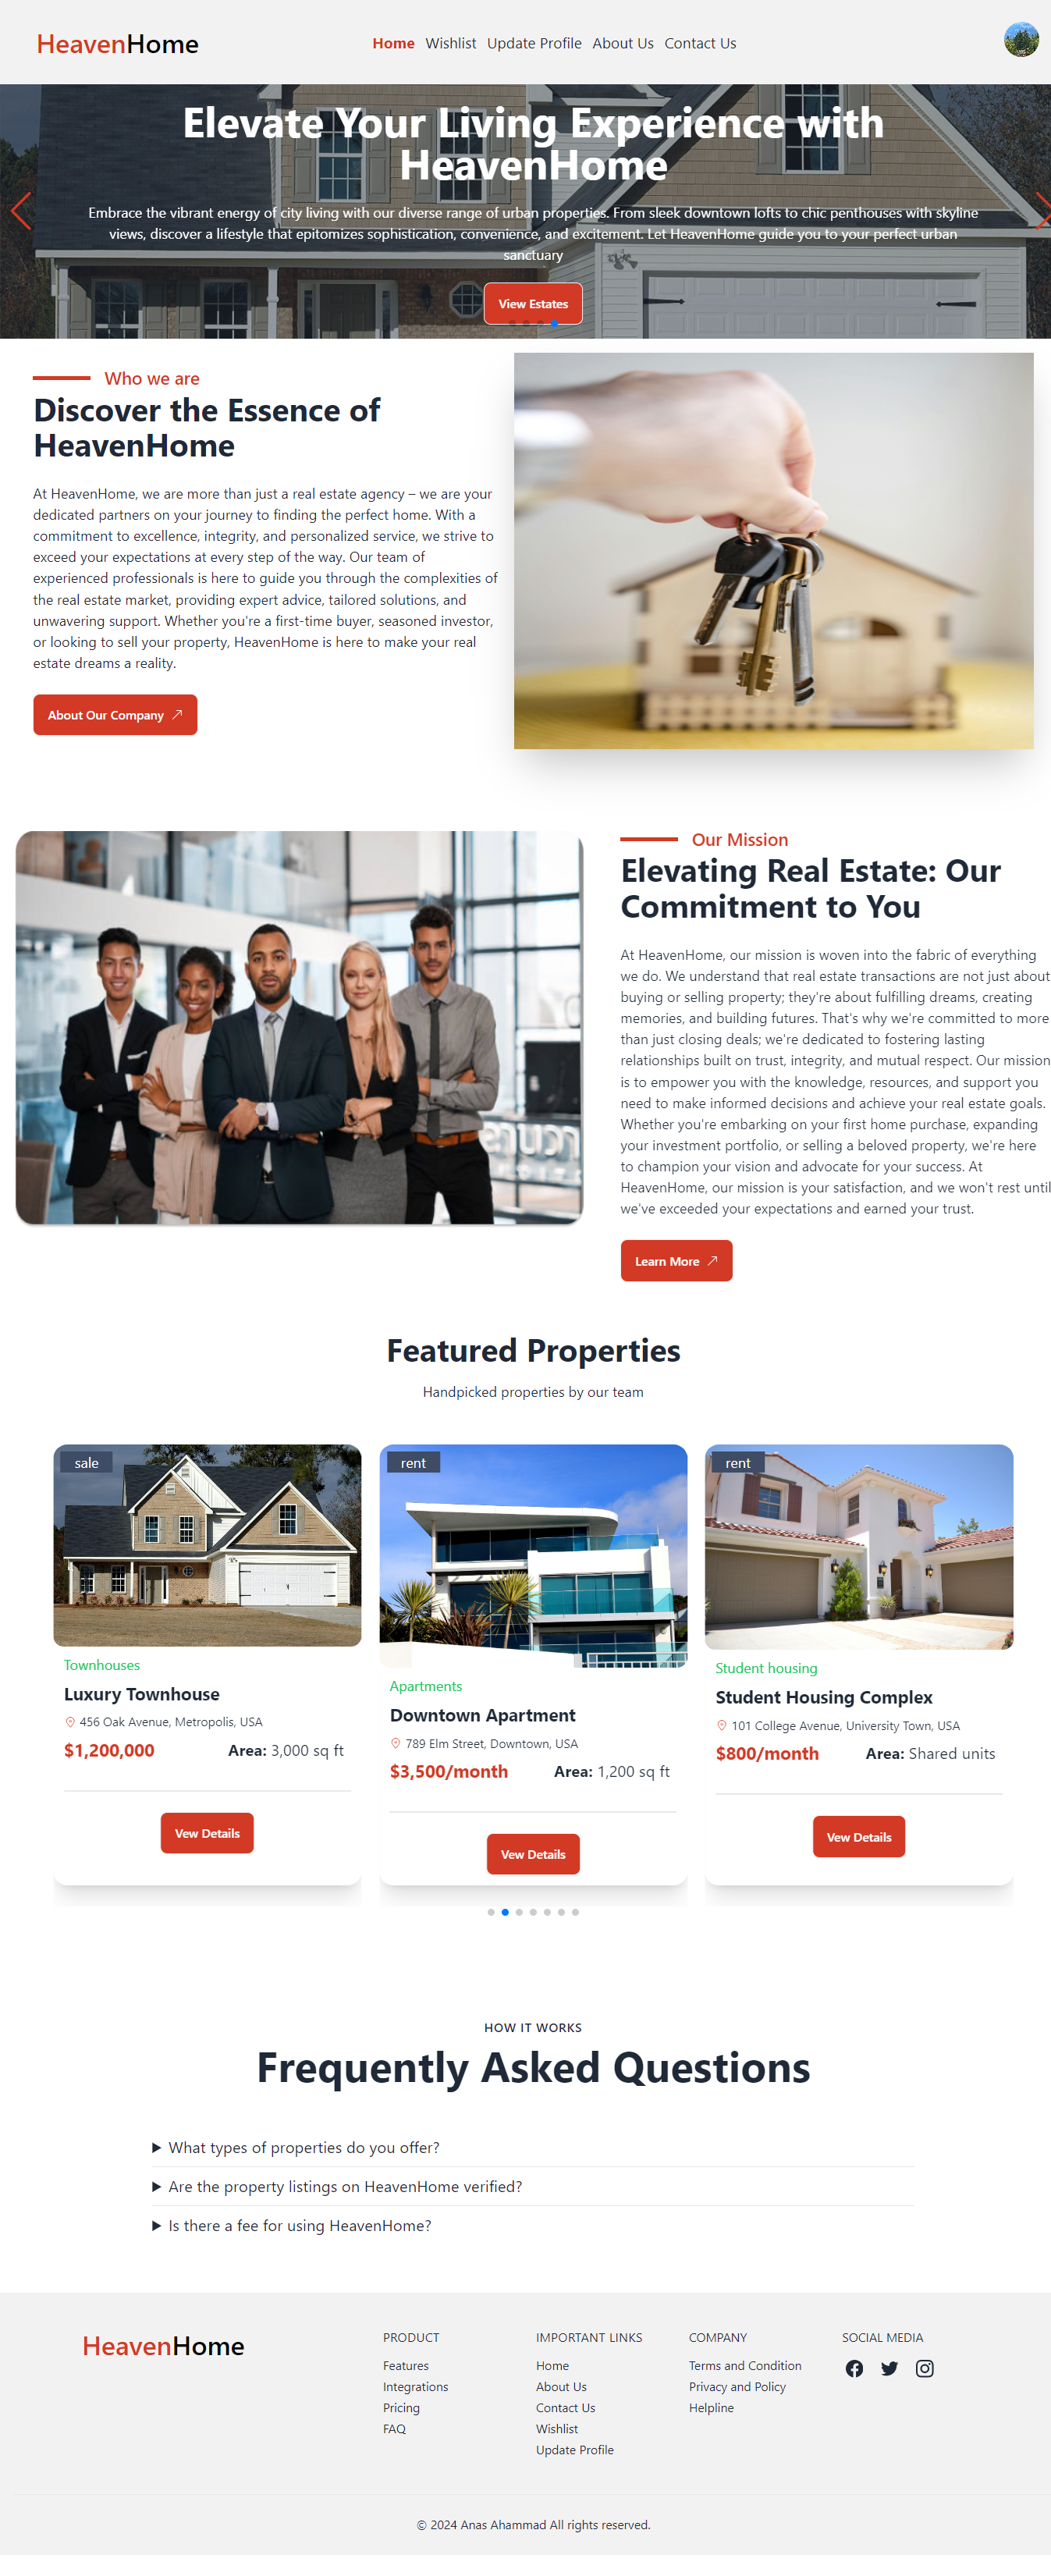 HeavenHome
Home Wishlist Update Profile About Us Contact Us
Elevate Your Living Experience with
HeavenHome
Embrace the vibrant energy of city living with our diverse range of urban properties. From sleek downtown lofts to chic penthouses with skyline
views, discover a lifestyle that epitomizes sophistication, convenience, and excitement. Let HeavenHome guide you to your perfect urban
sanctuary
View Estates
Who we are
Discover the Essence of
HeavenHome
At HeavenHome, we are more than just a real estate agency – we are your
dedicated partners on your journey to finding the perfect home. With a
commitment to excellence, integrity, and personalized service, we strive to
exceed your expectations at every step of the way. Our team of
experienced professionals is here to guide you through the complexities of
the real estate market, providing expert advice, tailored solutions, and
unwavering support. Whether you're a first-time buyer, seasoned investor,
or looking to sell your property, HeavenHome is here to make your real
estate dreams a reality.
About Our Company
Our Mission
Elevating Real Estate: Our
Commitment to You
At HeavenHome, our mission is woven into the fabric of everything
we do. We understand that real estate transactions are not just about
buying or selling property; they're about fulfilling dreams, creating
memories, and building futures. That's why we're committed to more
than just closing deals; we're dedicated to fostering lasting
relationships built on trust, integrity, and mutual respect. Our mission
is to empower you with the knowledge, resources, and support you
need to make informed decisions and achieve your real estate goals.
Whether you're embarking on your first home purchase, expanding
your investment portfolio, or selling a beloved property, we're here
to champion your vision and advocate for your success. At
HeavenHome, our mission is your satisfaction, and we won't rest until
we've exceeded your expectations and earned your trust.
Learn More
Featured Properties
Handpicked properties by our team
sale
Townhouses
Luxury Townhouse
456 Oak Avenue, Metropolis, USA
$1,200,000 Area: 3,000 sq ft
Vew Details
rent
Apartments
Downtown Apartment
789 Elm Street, Downtown, USA
$3,500/month Area: 1,200 sq ft
Vew Details
rent
Student housing
Student Housing Complex
101 College Avenue, University Town, USA
$800/month Area: Shared units
Vew Details
HOW IT WORKS
Frequently Asked Questions
What types of properties do you offer?
Are the property listings on HeavenHome verified?
Is there a fee for using HeavenHome?
HeavenHome
PRODUCT
Features
Integrations
Pricing
FAQ
IMPORTANT LINKS
Home
About Us
Contact Us
Wishlist
Update Profile
COMPANY
Terms and Condition
Privacy and Policy
Helpline
SOCIAL MEDIA
© 2024 Anas Ahammad All rights reserved.